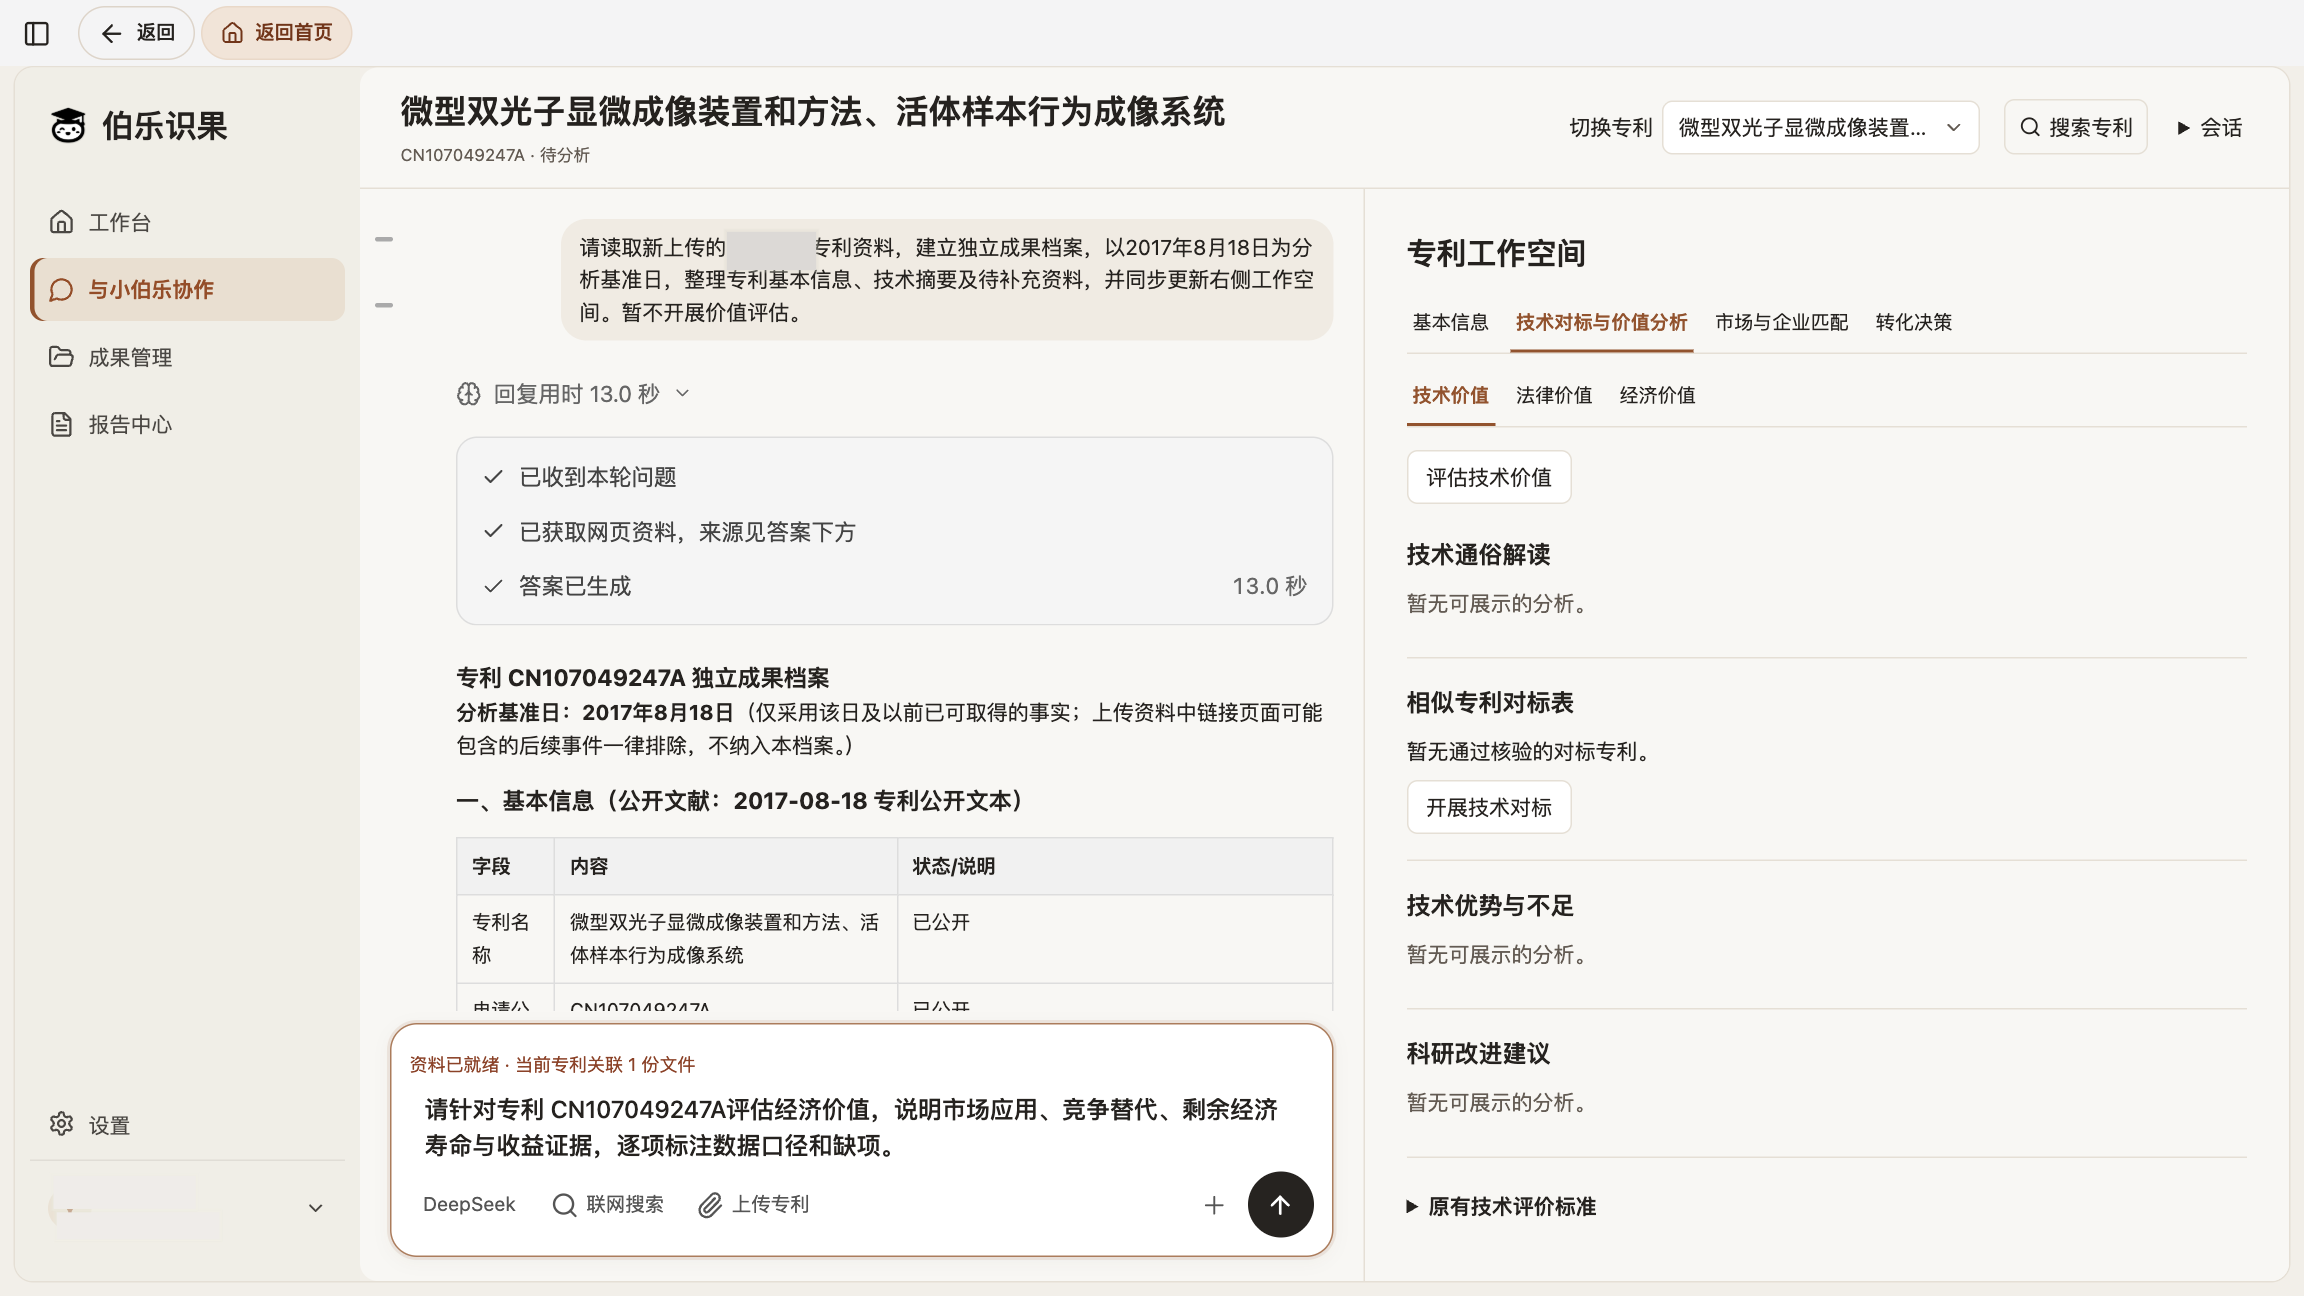 返回
返回首页
伯乐识果
工作台
与小伯乐协作
成果管理
报告中心
设置
微型双光子显微成像装置和方法、活体样本行为成像系统
CN107049247A · 待分析
切换专利
微型双光子显微成像装置...
搜索专利
▶ 会话
请读取新上传的 专利资料，建立独立成果档案，以2017年8月18日为分
析基准日，整理专利基本信息、技术摘要及待补充资料，并同步更新右侧工作空
间。暂不开展价值评估。
回复用时 13.0 秒
已收到本轮问题
已获取网页资料，来源见答案下方
答案已生成
13.0 秒
专利 CN107049247A 独立成果档案
分析基准日：2017年8月18日（仅采用该日及以前已可取得的事实；上传资料中链接页面可能
包含的后续事件一律排除，不纳入本档案。）
一、基本信息（公开文献：2017-08-18 专利公开文本）
字段 内容 状态/说明
专利名 微型双光子显微成像装置和方法、活 已公开
称 体样本行为成像系统
申请公 CN107049247A 已公开
资料已就绪 · 当前专利关联 1 份文件
请针对专利 CN107049247A评估经济价值，说明市场应用、竞争替代、剩余经济
寿命与收益证据，逐项标注数据口径和缺项。
DeepSeek
联网搜索
上传专利
专利工作空间
基本信息 技术对标与价值分析 市场与企业匹配 转化决策
技术价值 法律价值 经济价值
评估技术价值
技术通俗解读
暂无可展示的分析。
相似专利对标表
暂无通过核验的对标专利。
开展技术对标
技术优势与不足
暂无可展示的分析。
科研改进建议
暂无可展示的分析。
▶ 原有技术评价标准